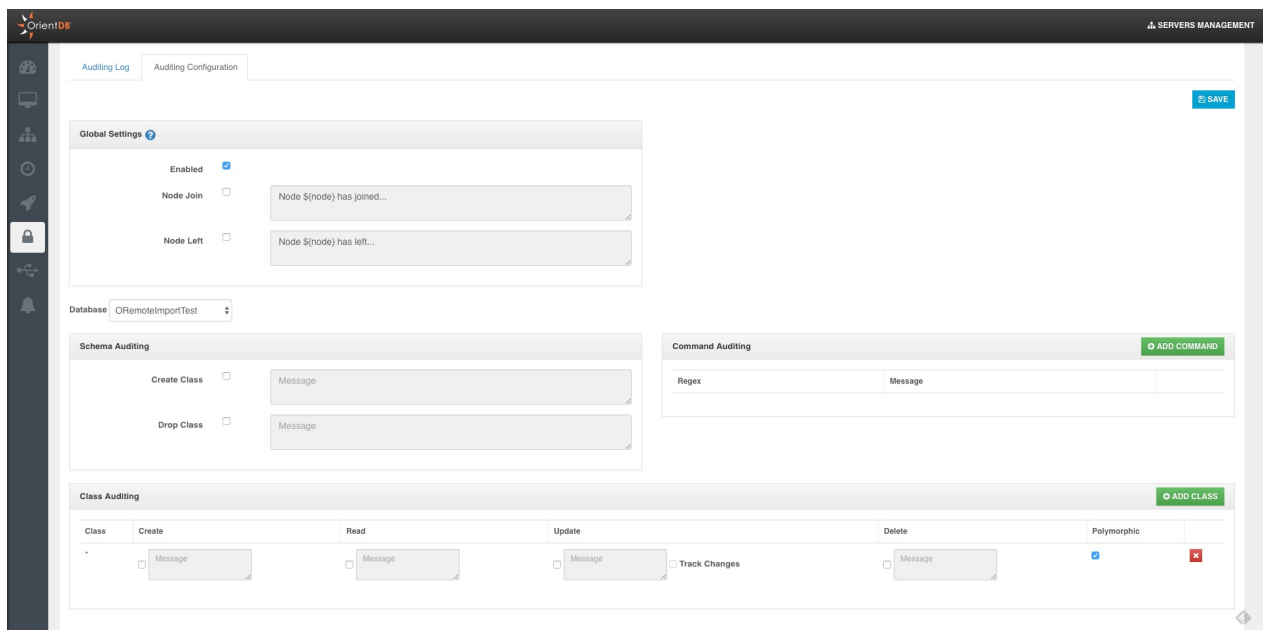 OrientDB
SERVERS MANAGEMENT
Auditing Log
Auditing Configuration
SAVE
Global Settings ?
Enabled
Node Join
Node ${node} has joined...
Node Left
Node ${node} has left...
Database ORemoteImportTest
Schema Auditing
Create Class
Message
Drop Class
Message
Command Auditing
ADD COMMAND
Regex Message
Class Auditing
ADD CLASS
Class Create Read Update Delete Polymorphic
* Message Message Message Track Changes Message